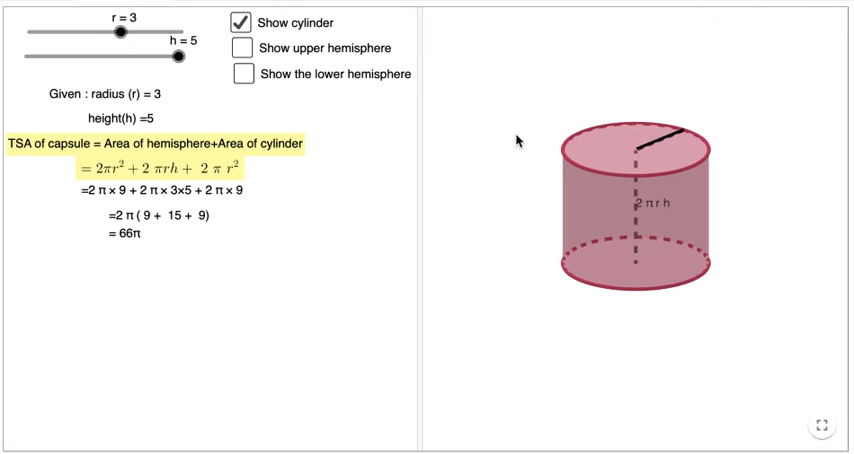 r = 3
h = 5
Show cylinder
Show upper hemisphere
Show the lower hemisphere
Given : radius (r) = 3
height(h) =5
TSA of capsule = Area of hemisphere+Area of cylinder
= 2πr² + 2 πrh + 2 π r²
=2 π × 9 + 2 π × 3×5 + 2 π × 9
=2 π ( 9 + 15 + 9)
= 66π
2 π r h